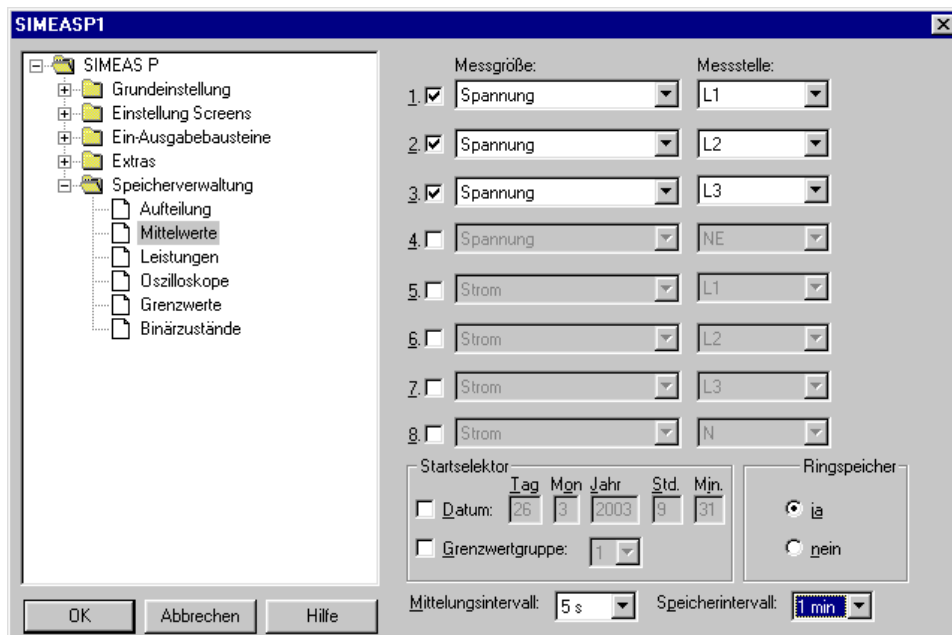 SIMEASP1
SIMEAS P
Grundeinstellung
Einstellung Screens
Ein-Ausgabebausteine
Extras
Speicherverwaltung
Aufteilung
Mittelwerte
Leistungen
Oszilloskope
Grenzwerte
Binärzustände
OK Abbrechen Hilfe
Messgröße: Messstelle:
1. Spannung L1
2. Spannung L2
3. Spannung L3
4. Spannung NE
5. Strom L1
6. Strom L2
7. Strom L3
8. Strom N
Startselektor
Tag Mon Jahr Std. Min.
Datum: 26 3 2003 9 31
Grenzwertgruppe: 1
Ringspeicher
ja
nein
Mittelungsintervall: 5 s Speicherintervall: 1 min